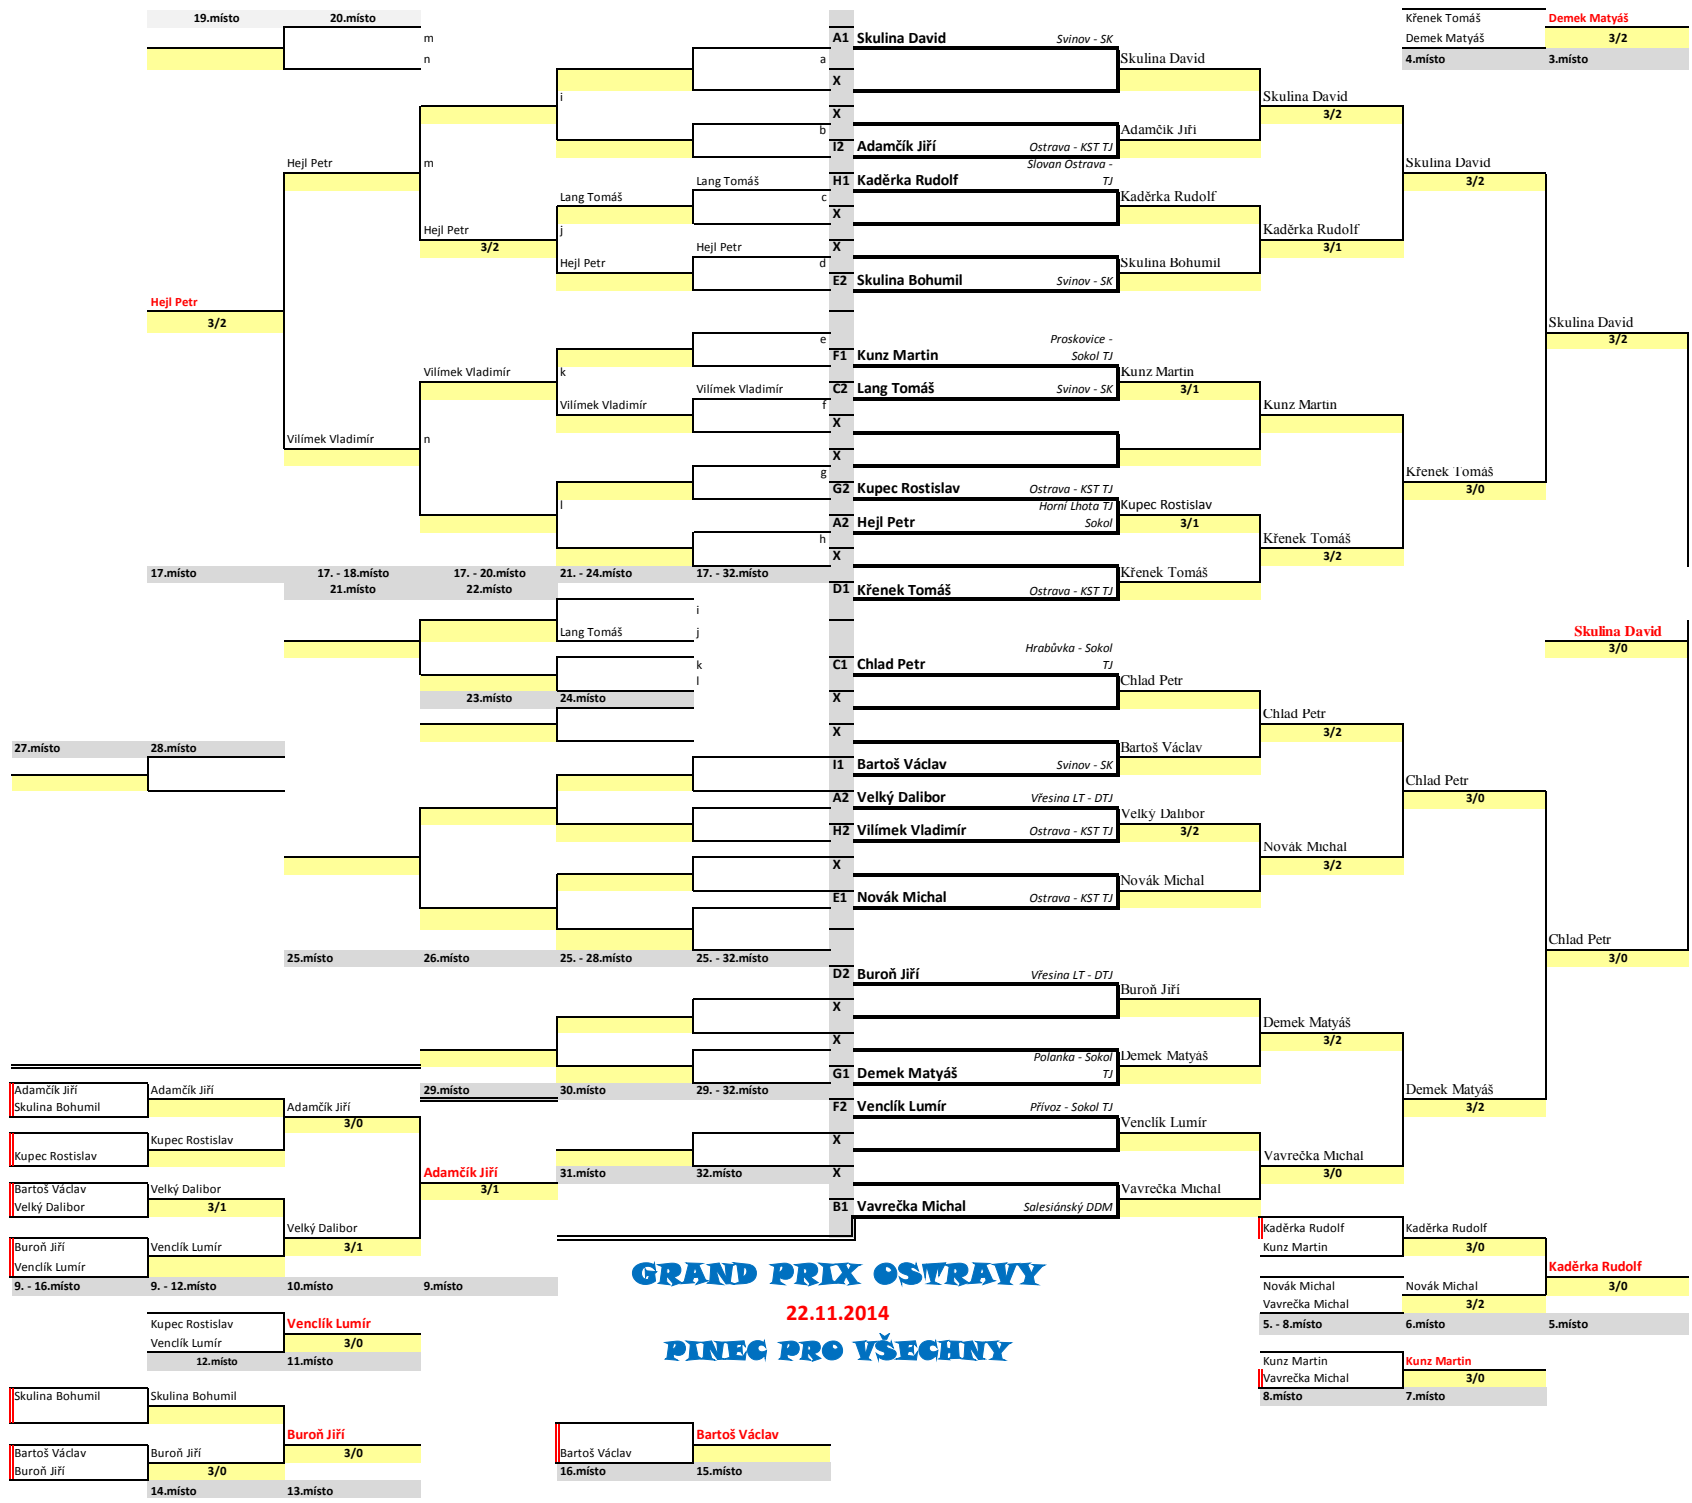 19.místo 20.místo Křenek Tomáš Demek Matyáš
m A1 Skulina David Svinov - SK Demek Matyáš 3/2
n a Skulina David 4.místo 3.místo
X
i Skulina David
X 3/2
b Adamčík Jiří
I2 Adamčík Jiří Ostrava - KST TJ
Hejl Petr m Slovan Ostrava - Skulina David
Lang Tomáš H1 Kaděrka Rudolf TJ 3/2
Lang Tomáš c Kaděrka Rudolf
X
Hejl Petr j Kaděrka Rudolf
3/2 Hejl Petr X 3/1
Hejl Petr d Skulina Bohumil
E2 Skulina Bohumil Svinov - SK
Hejl Petr
3/2 Skulina David
e Proskovice - 3/2
F1 Kunz Martin Sokol TJ
Vilímek Vladimír k Kunz Martin
Vilímek Vladimír C2 Lang Tomáš Svinov - SK 3/1
Vilímek Vladimír f Kunz Martin
X
Vilímek Vladimír n
X
g Křenek Tomáš
G2 Kupec Rostislav Ostrava - KST TJ 3/0
l Horní Lhota TJ Kupec Rostislav
A2 Hejl Petr Sokol 3/1
h Křenek Tomáš
X 3/2
17.místo 17. - 18.místo 17. - 20.místo 21. - 24.místo 17. - 32.místo Křenek Tomáš
21.místo 22.místo D1 Křenek Tomáš Ostrava - KST TJ
i
Lang Tomáš j Skulina David
Hrabůvka - Sokol 3/0
k C1 Chlad Petr TJ
l Chlad Petr
23.místo 24.místo X
Chlad Petr
X 3/2
27.místo 28.místo Bartoš Václav
I1 Bartoš Václav Svinov - SK
Chlad Petr
A2 Velký Dalibor Vřesina LT - DTJ 3/0
Velký Dalibor
H2 Vilímek Vladimír Ostrava - KST TJ 3/2
Novák Michal
X 3/2
Novák Michal
E1 Novák Michal Ostrava - KST TJ
Chlad Petr
25.místo 26.místo 25. - 28.místo 25. - 32.místo 3/0
D2 Buroň Jiří Vřesina LT - DTJ
Buroň Jiří
X
Demek Matyáš
X 3/2
Polanka - Sokol Demek Matyáš
G1 Demek Matyáš TJ
Adamčík Jiří Adamčík Jiří 29.místo 30.místo 29. - 32.místo Demek Matyáš
Skulina Bohumil Adamčík Jiří F2 Venclík Lumír Přívoz - Sokol TJ 3/2
3/0 Venclík Lumír
Kupec Rostislav X
Kupec Rostislav Vavrečka Michal
Adamčík Jiří 31.místo 32.místo X 3/0
Bartoš Václav Velký Dalibor 3/1 Vavrečka Michal
Velký Dalibor 3/1 B1 Vavrečka Michal Salesiánský DDM
Velký Dalibor Kaděrka Rudolf Kaděrka Rudolf
Buroň Jiří Venclík Lumír 3/1 Kunz Martin 3/0
Venclík Lumír Kaděrka Rudolf
9. - 16.místo 9. - 12.místo 10.místo 9.místo GRAND PRIX OSTRAVY Novák Michal Novák Michal 3/0
Vavrečka Michal 3/2
Kupec Rostislav Venclík Lumír 22.11.2014 5. - 8.místo 6.místo 5.místo
Venclík Lumír 3/0 PINEC PRO VŠECHNY
12.místo 11.místo Kunz Martin Kunz Martin
Vavrečka Michal 3/0
Skulina Bohumil Skulina Bohumil 8.místo 7.místo
Buroň Jiří Bartoš Václav
Bartoš Václav Buroň Jiří 3/0 Bartoš Václav
Buroň Jiří 3/0 16.místo 15.místo
14.místo 13.místo